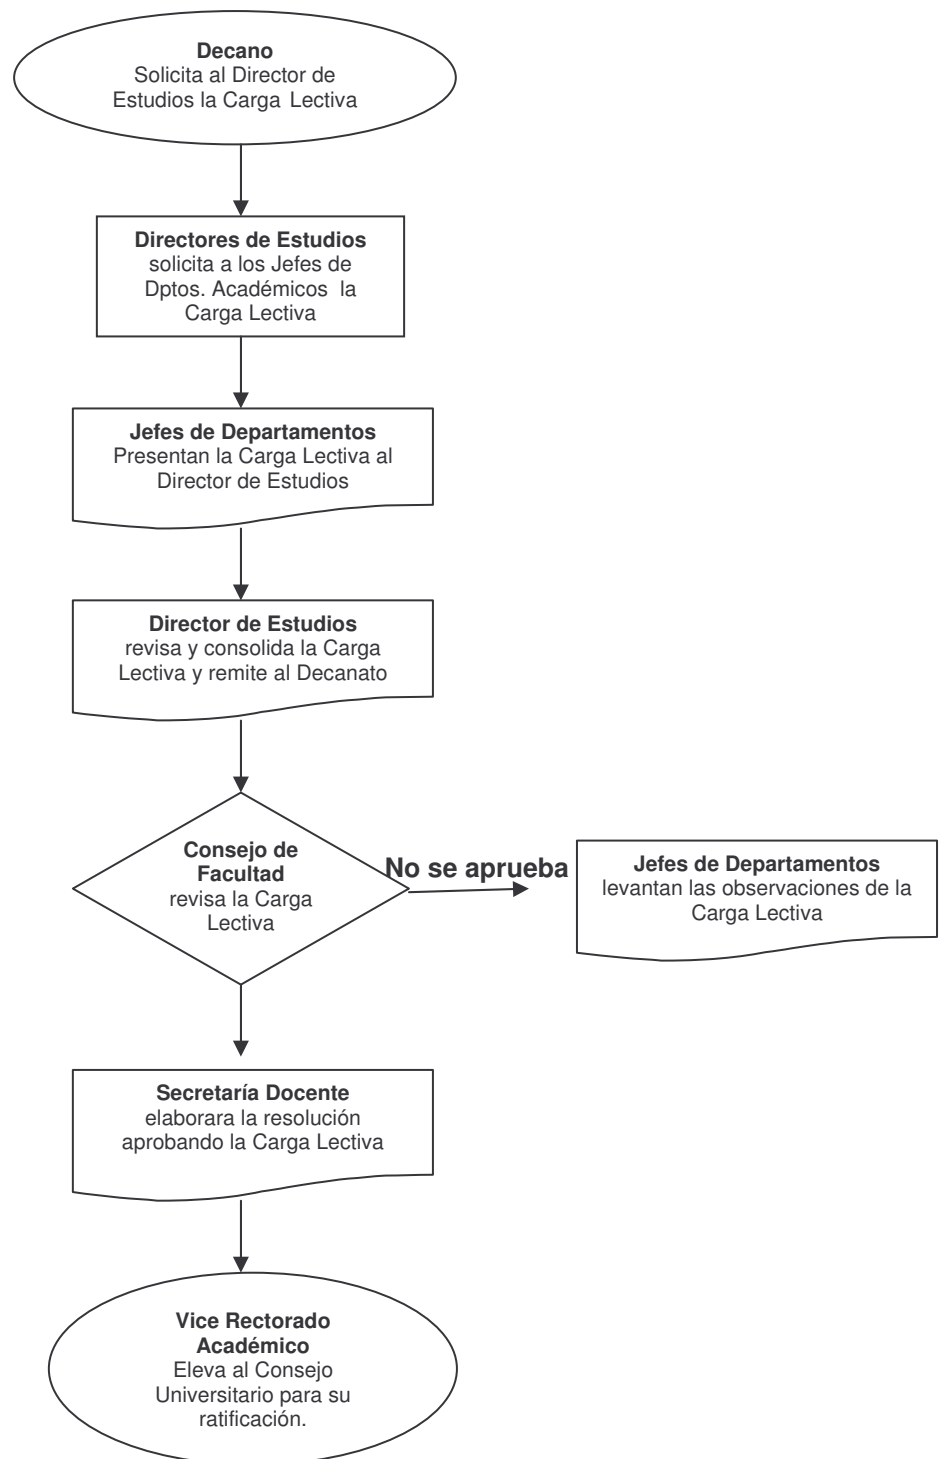 Decano
Solicita al Director de
Estudios la Carga Lectiva
Directores de Estudios
solicita a los Jefes de
Dptos. Académicos la
Carga Lectiva
Jefes de Departamentos
Presentan la Carga Lectiva al
Director de Estudios
Director de Estudios
revisa y consolida la Carga
Lectiva y remite al Decanato
Consejo de
Facultad
revisa la Carga
Lectiva
No se aprueba
Jefes de Departamentos
levantan las observaciones de la
Carga Lectiva
Secretaría Docente
elaborara la resolución
aprobando la Carga Lectiva
Vice Rectorado
Académico
Eleva al Consejo
Universitario para su
ratificación.